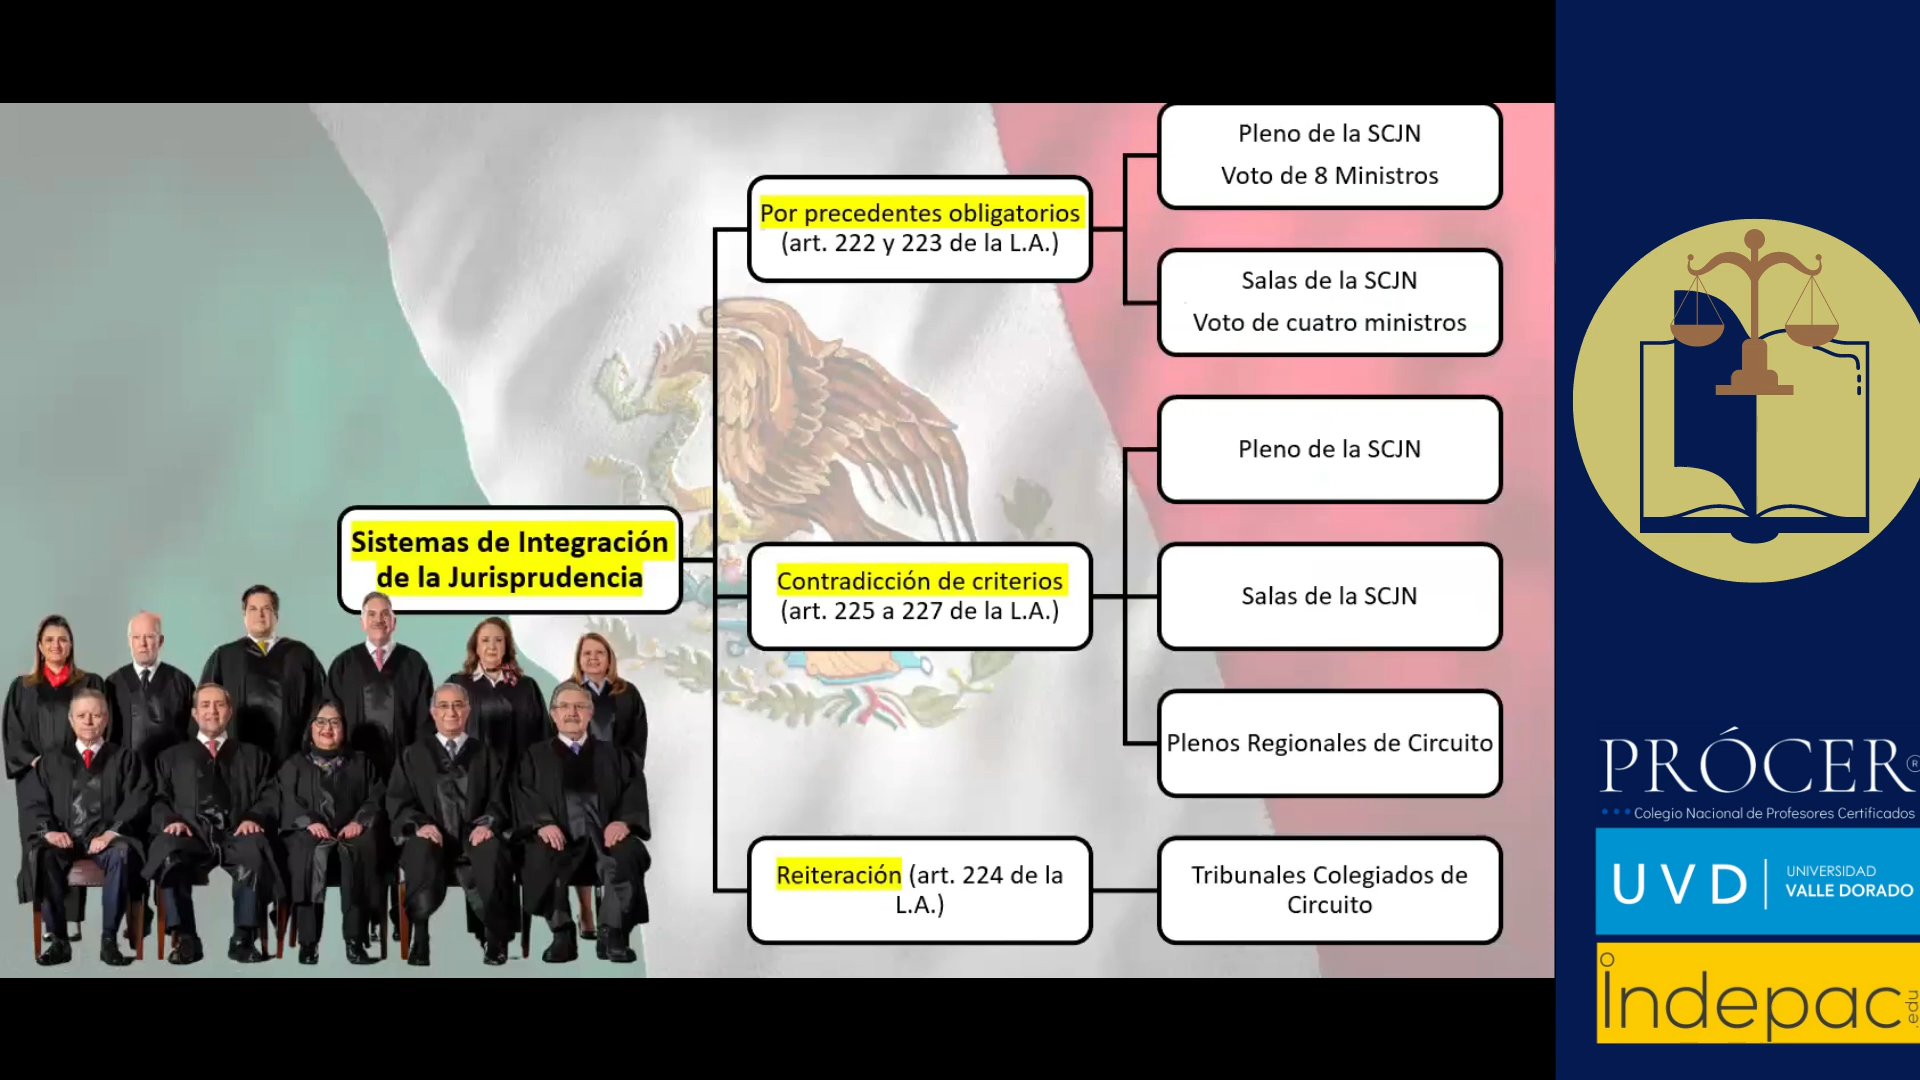 Sistemas de Integración
de la Jurisprudencia
Por precedentes obligatorios
(art. 222 y 223 de la L.A.)
Pleno de la SCJN
Voto de 8 Ministros
Salas de la SCJN
Voto de cuatro ministros
Contradicción de criterios
(art. 225 a 227 de la L.A.)
Pleno de la SCJN
Salas de la SCJN
Plenos Regionales de Circuito
Reiteración (art. 224 de la
L.A.)
Tribunales Colegiados de
Circuito
PRÓCER®
Colegio Nacional de Profesores Certificados
UVD
UNIVERSIDAD
VALLE DORADO
Indepac
.edu